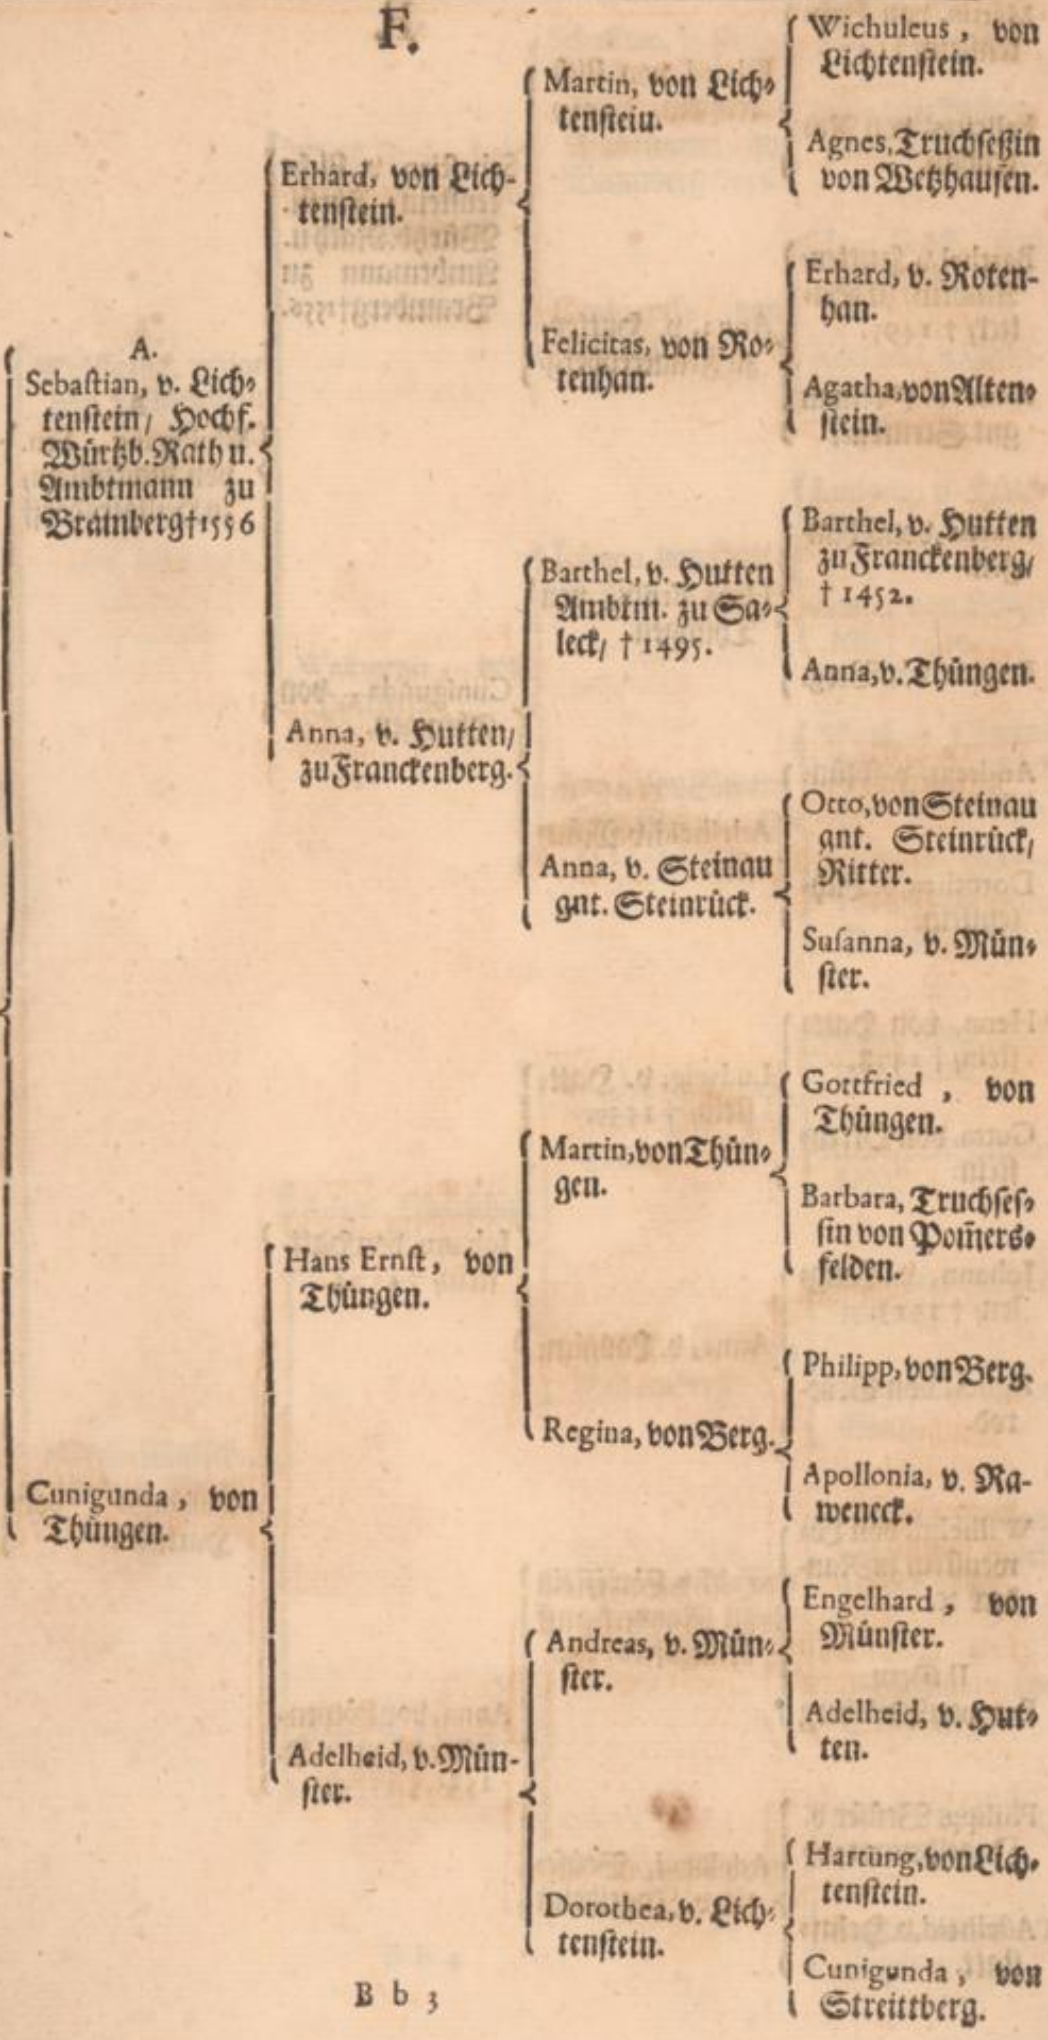 F.
A.
Sebastian, v. Lich-
tenstein, Hochf.
Würtzb. Rath u.
Ambtmann zu
Bramberg † 1556
Cunigunda, von
Thüngen.
Erhard, von Lich-
tenstein.
Anna, v. Hutten,
zu Franckenberg.
Hans Ernst, von
Thüngen.
Adelheid, v. Mün-
ster.
Martin, von Lich-
tensteiu.
Felicitas, von Ro-
tenhan.
Barthel, v. Hutten
Ambtm. zu Sa-
leck, † 1495.
Anna, v. Steinau
gnt. Steinrück.
Martin, von Thün-
gen.
Regina, von Berg.
Andreas, v. Mün-
ster.
Dorothea, v. Lich-
tenstein.
Wichuleus, von
Lichtenstein.
Agnes, Truchseßin
von Wetzhausen.
Erhard, v. Roten-
han.
Agatha, von Alten-
stein.
Barthel, v. Hutten
zu Franckenberg,
† 1452.
Anna, v. Thüngen.
Otto, von Steinau
gnt. Steinrück,
Ritter.
Susanna, v. Mün-
ster.
Gottfried, von
Thüngen.
Barbara, Truchses-
sin von Pom̄ers-
felden.
Philipp, von Berg.
Apollonia, v. Ra-
weneck.
Engelhard, von
Münster.
Adelheid, v. Hut-
ten.
Hartung, von Lich-
tenstein.
Cunigunda, von
Streittberg.
B b 3